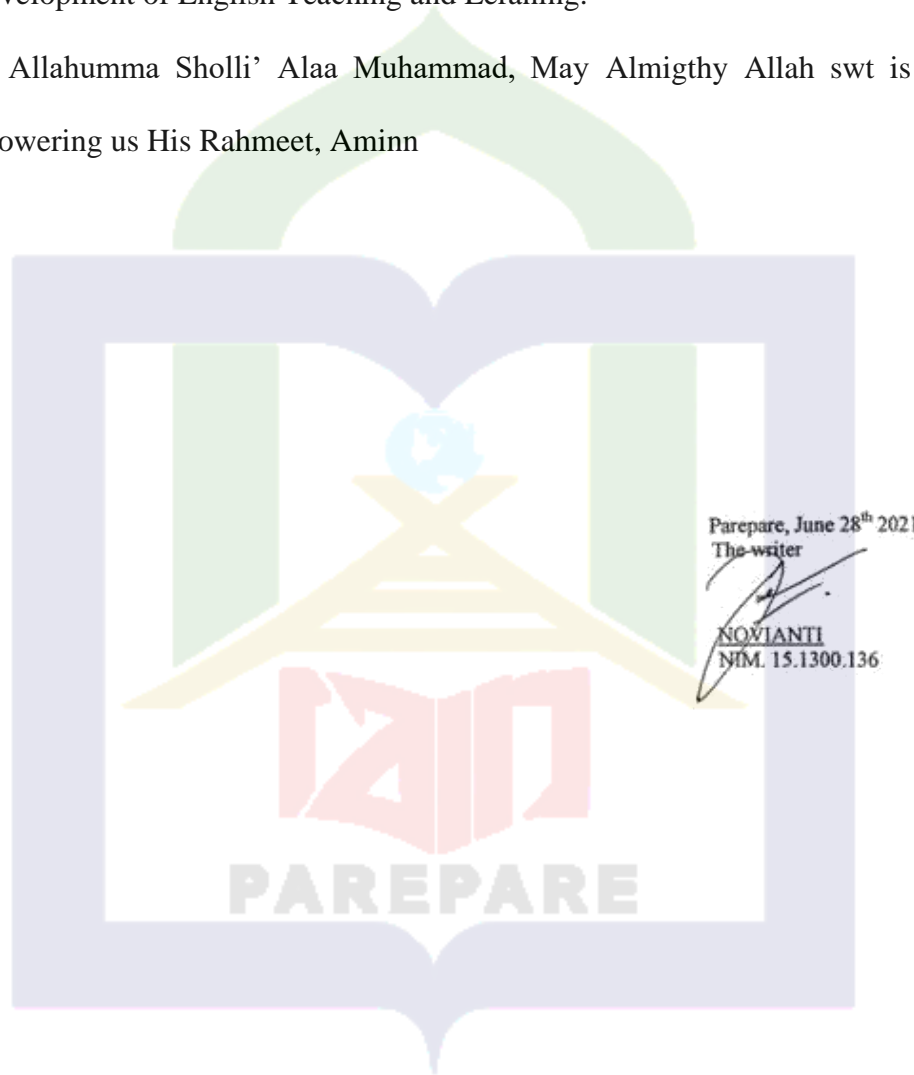 velopment of English Teaching and Leraning.
Allahumma Sholli’ Alaa Muhammad, May Almigthy Allah swt is
owering us His Rahmeet, Aminn
Parepare, June 28th 2021
The writer
NOVIANTI
NIM. 15.1300.136
PAREPARE